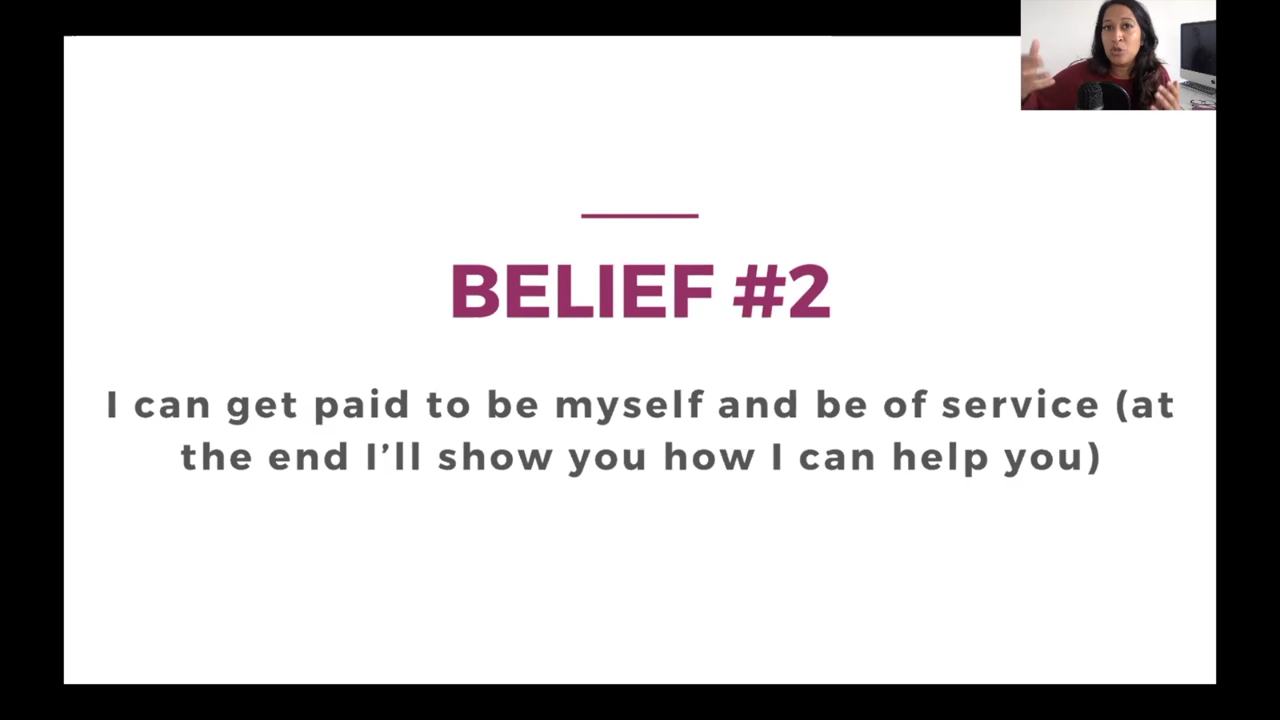 BELIEF #2
I can get paid to be myself and be of service (at
the end I’ll show you how I can help you)